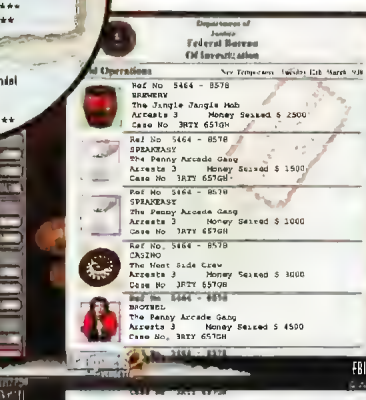 Department of
Justice
Federal Bureau
Of Investigation
Operations
Ref No 5464 - 8578
BREWERY
The Jingle Jangle Mob
Arrests 3 Money Seized $ 2500
Case No 3RTY 657GH
Ref No 5464 - 8578
SPEAKEASY
The Penny Arcade Gang
Arrests 3 Money Seized $ 1500
Case No 3RTY 657GH
Ref No 5464 - 8578
SPEAKEASY
The Penny Arcade Gang
Arrests 3 Money Seized $ 1000
Case No 3RTY 657GH
Ref No. 5464 - 8578
CASINO
The West Side Crew
Arrests 3 Money Seized $ 3000
Case No 3RTY 657GH
Ref No 5464 - 8578
BROTHEL
The Penny Arcade Gang
Arrests 3 Money Seized $ 4500
Case No, 3RTY 657GH
FBI